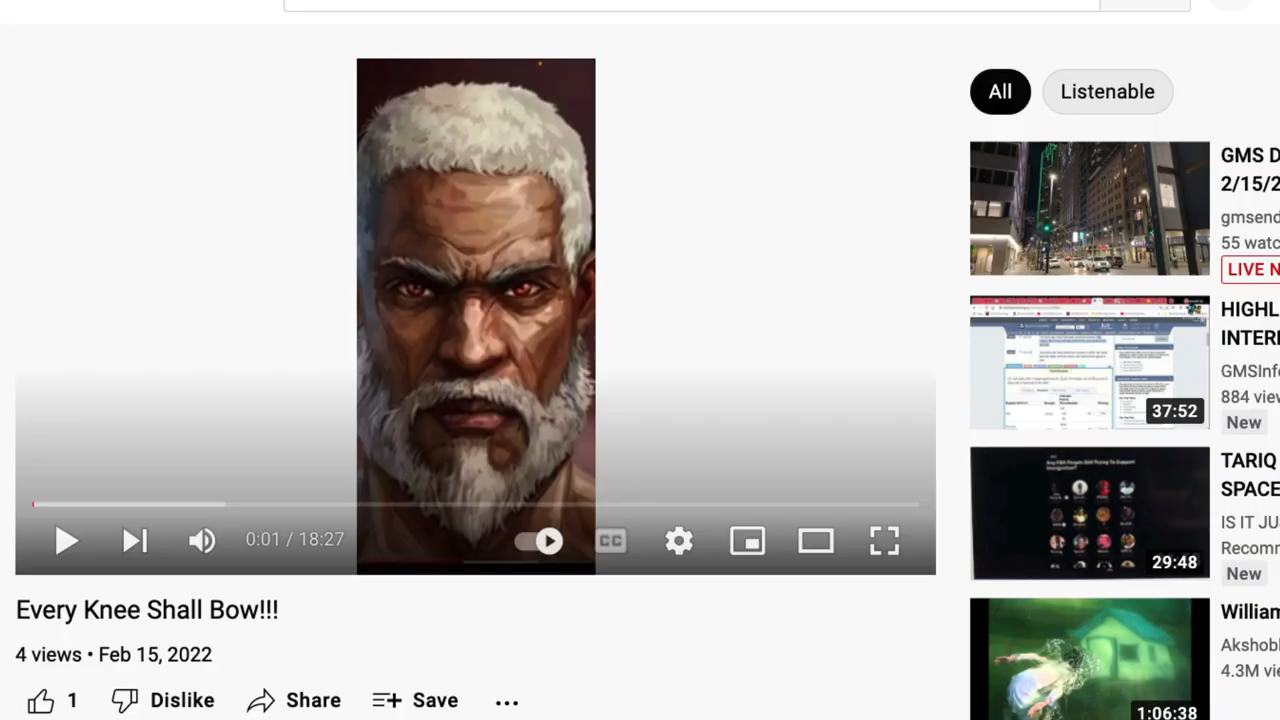 All
Listenable
GMS D
2/15/2
gmsend
55 watc
LIVE N
HIGHL
INTER
GMSInf
884 view
New
37:52
TARIQ
SPACE
IS IT JU
Recomm
New
29:48
William
Akshob
4.3M vie
1:06:38
0:01 / 18:27
CC
Every Knee Shall Bow!!!
4 views • Feb 15, 2022
1 Dislike Share Save